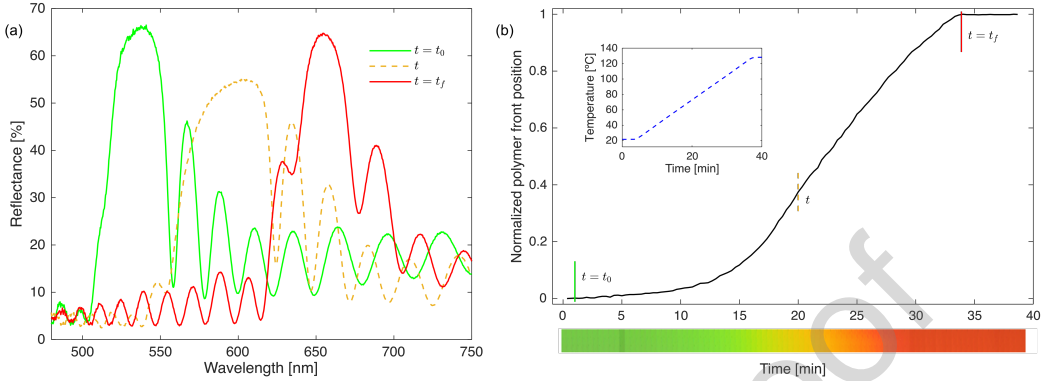 (a)
70
60
50
40
30
20
10
0
Reflectance [%]
500
550
600
650
700
750
Wavelength [nm]
t = t0
t
t = tf
(b)
1
0.8
0.6
0.4
0.2
0
Normalized polymer front position
0
5
10
15
20
25
30
35
40
Time [min]
t = t0
t
t = tf
140
120
100
80
60
40
20
Temperature [°C]
0
20
40
Time [min]
oof